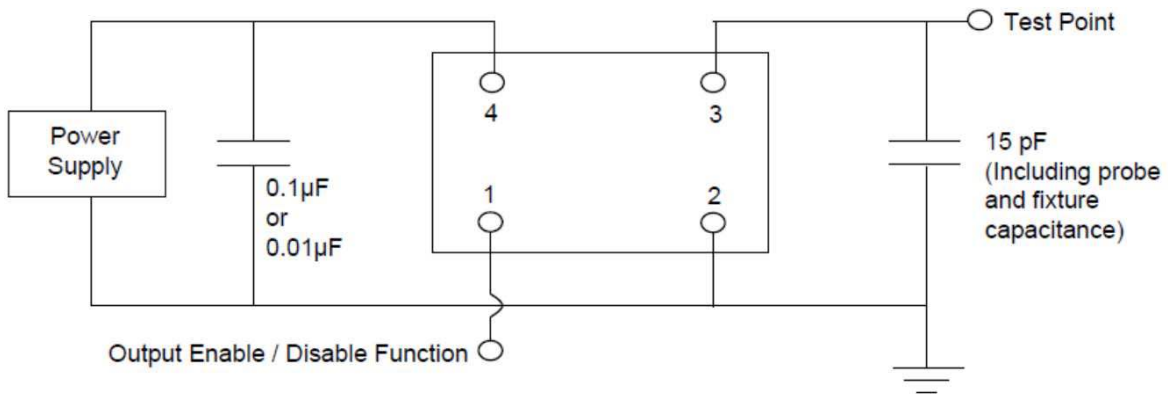 Test Point
4
3
Power
Supply
15 pF
(Including probe
and fixture
capacitance)
0.1µF
or
0.01µF
1
2
Output Enable / Disable Function